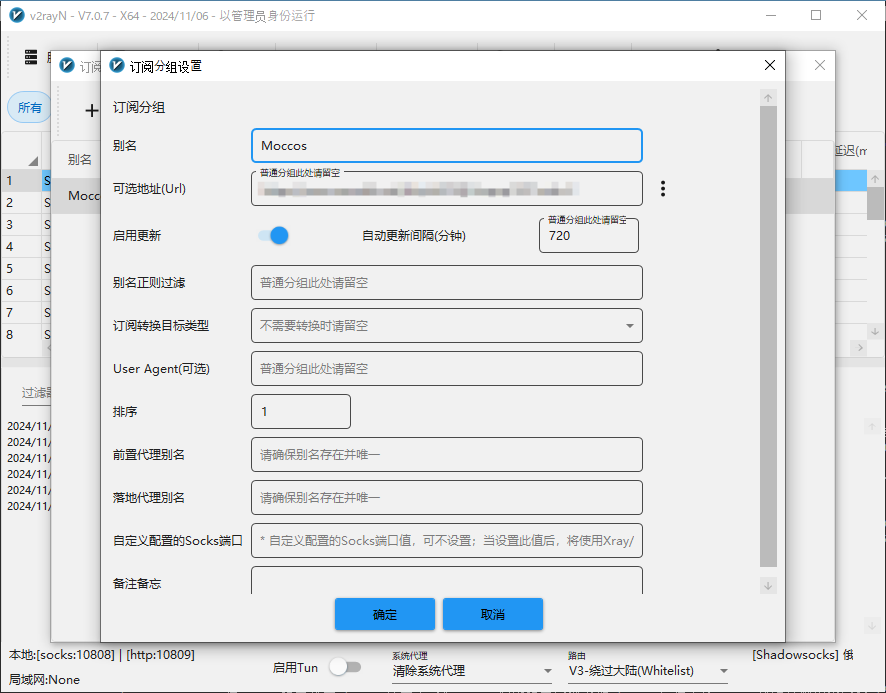 v2rayN - V7.0.7 - X64 - 2024/11/06 - 以管理员身份运行
订阅
订阅分组设置
所有
订阅分组
别名
Moccos
别名
延迟(m
普通分组此处请留空
可选地址(Url)
1
S
Mocc
2
S
启用更新
自动更新间隔(分钟)
普通分组此处请留空
720
3
S
4
S
5
S
6
S
7
S
8
S
别名正则过滤
普通分组此处请留空
订阅转换目标类型
不需要转换时请留空
User Agent(可选)
普通分组此处请留空
排序
1
前置代理别名
请确保别名存在并唯一
落地代理别名
请确保别名存在并唯一
自定义配置的Socks端口
* 自定义配置的Socks端口值，可不设置；当设置此值后，将使用Xray/
备注备忘
确定
取消
过滤
2024/11/
2024/11/
2024/11/
2024/11/
2024/11/
2024/11/
本地:[socks:10808] | [http:10809]
局域网:None
启用Tun
系统代理
清除系统代理
路由
V3-绕过大陆(Whitelist)
[Shadowsocks] 俄